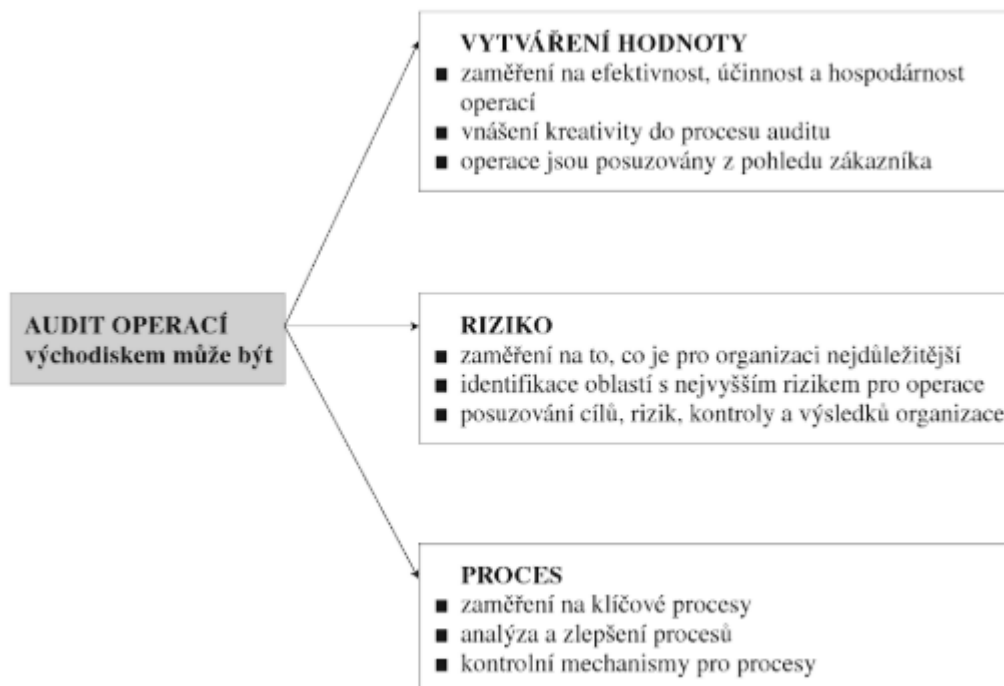 VYTVÁŘENÍ HODNOTY
■ zaměření na efektivnost, účinnost a hospodárnost
operací
■ vnášení kreativity do procesu auditu
■ operace jsou posuzovány z pohledu zákazníka
AUDIT OPERACÍ
východiskem může být
RIZIKO
■ zaměření na to, co je pro organizaci nejdůležitější
■ identifikace oblastí s nejvyšším rizikem pro operace
■ posuzování cílů, rizik, kontroly a výsledků organizace
PROCES
■ zaměření na klíčové procesy
■ analýza a zlepšení procesů
■ kontrolní mechanismy pro procesy